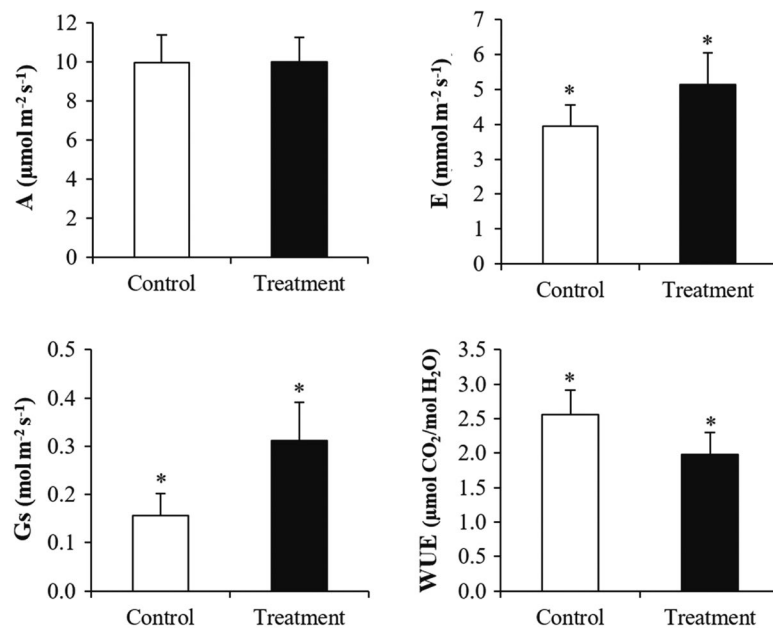 A (µmol m⁻² s⁻¹)
12
10
8
6
4
2
0
Control
Treatment
E (mmol m⁻² s⁻¹)
7
6
5
4
3
2
1
0
*
*
Control
Treatment
Gs (mol m⁻² s⁻¹)
0.5
0.4
0.3
0.2
0.1
0.0
*
*
Control
Treatment
WUE (µmol CO₂/mol H₂O)
3.5
3.0
2.5
2.0
1.5
1.0
0.5
0.0
*
*
Control
Treatment